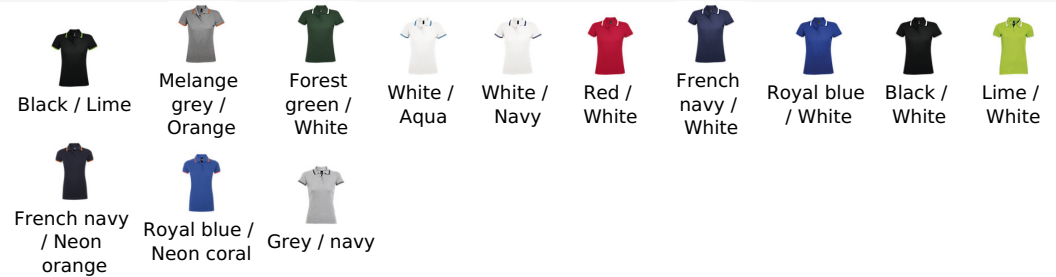 Black / Lime
Melange
grey /
Orange
Forest
green /
White
White /
Aqua
White /
Navy
Red /
White
French
navy /
White
Royal blue
/ White
Black /
White
Lime /
White
French navy
/ Neon
orange
Royal blue /
Neon coral
Grey / navy